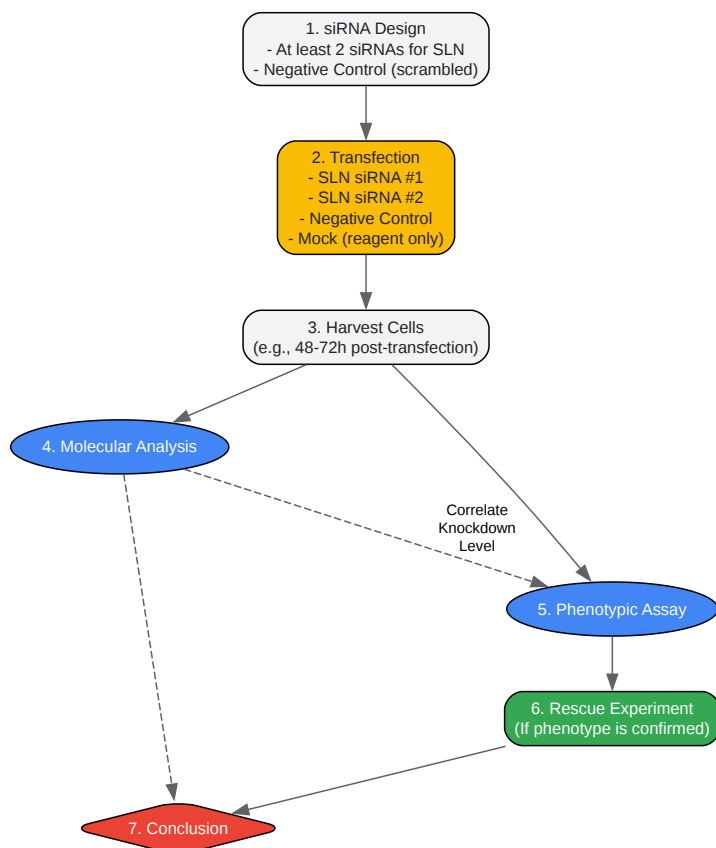 1. siRNA Design
- At least 2 siRNAs for SLN
- Negative Control (scrambled)
2. Transfection
- SLN siRNA #1
- SLN siRNA #2
- Negative Control
- Mock (reagent only)
3. Harvest Cells
(e.g., 48-72h post-transfection)
4. Molecular Analysis
Correlate
Knockdown
Level
5. Phenotypic Assay
6. Rescue Experiment
(If phenotype is confirmed)
7. Conclusion